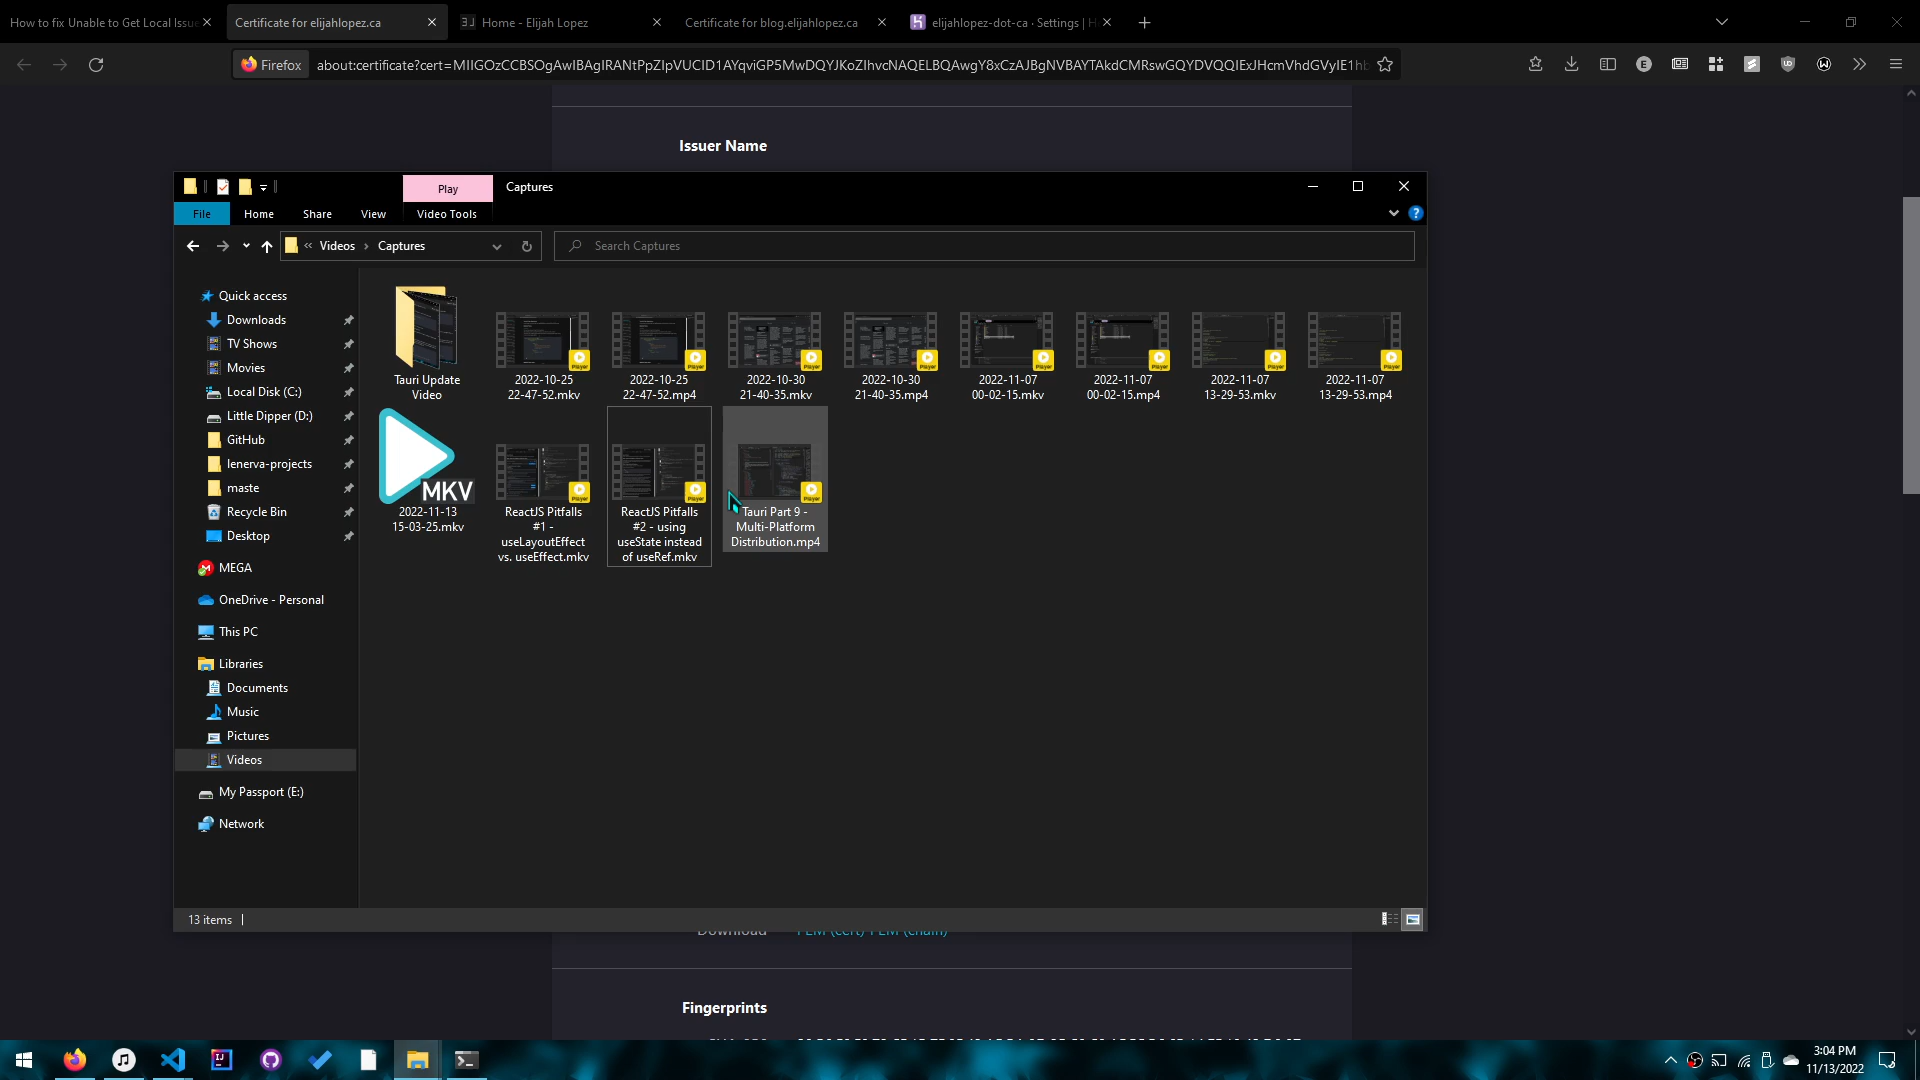 How to fix Unable to Get Local Issue
Certificate for elijahlopez.ca
EJ
Home - Elijah Lopez
Certificate for blog.elijahlopez.ca
elijahlopez-dot-ca · Settings | H
Firefox
about:certificate?cert=MIIGOzCCBSOgAwIBAgIRANtPpZIpVUCID1AYqviGP5MwDQYJKoZIhvcNAQELBQAwgY8xCzAJBgNVBAYTAkdCMRswGQYDVQQIExJHcmVhdGVyIE1hb
Issuer Name
Play
Captures
File
Home
Share
View
Video Tools
Videos
Captures
Search Captures
Quick access
Downloads
TV Shows
Movies
Local Disk (C:)
Little Dipper (D:)
GitHub
lenerva-projects
maste
Recycle Bin
Desktop
MEGA
OneDrive - Personal
This PC
Libraries
Documents
Music
Pictures
Videos
My Passport (E:)
Network
Tauri Update
Video
2022-10-25
22-47-52.mkv
2022-10-25
22-47-52.mp4
2022-10-30
21-40-35.mkv
2022-10-30
21-40-35.mp4
2022-11-07
00-02-15.mkv
2022-11-07
00-02-15.mp4
2022-11-07
13-29-53.mkv
2022-11-07
13-29-53.mp4
MKV
2022-11-13
15-03-25.mkv
ReactJS Pitfalls
#1 -
useLayoutEffect
vs. useEffect.mkv
ReactJS Pitfalls
#2 - using
useState instead
of useRef.mkv
Tauri Part 9 -
Multi-Platform
Distribution.mp4
13 items
Download
PEM (cert) PEM (chain)
Fingerprints
3:04 PM
11/13/2022